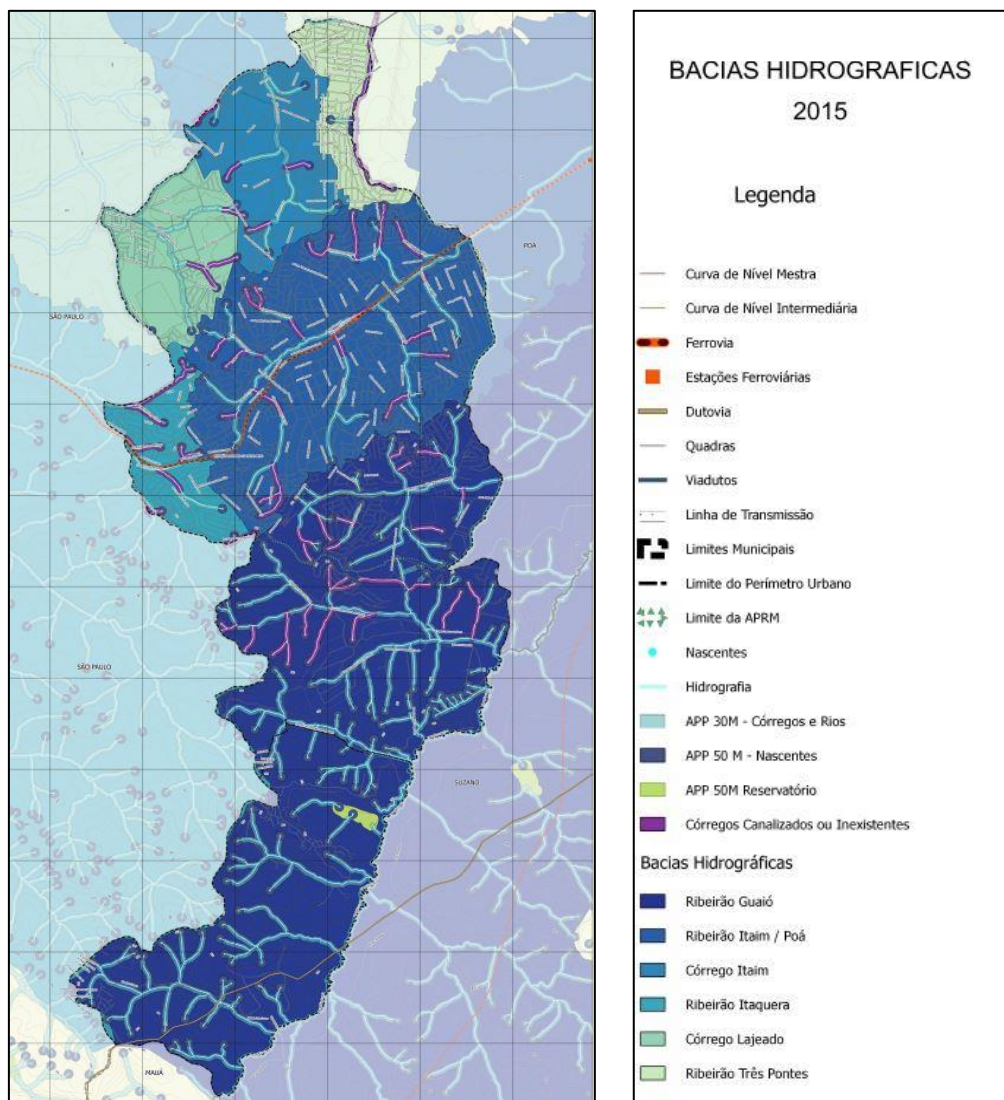 POÁ
SÃO PAULO
SÃO PAULO
SUZANO
MAUÁ
BACIAS HIDROGRAFICAS
2015
Legenda
Curva de Nível Mestra
Curva de Nível Intermediária
Ferrovia
Estações Ferroviárias
Dutovia
Quadras
Viadutos
Linha de Transmissão
Limites Municipais
Limite do Perímetro Urbano
Limite da APRM
Nascentes
Hidrografia
APP 30M - Córregos e Rios
APP 50 M - Nascentes
APP 50M Reservatório
Córregos Canalizados ou Inexistentes
Bacias Hidrográficas
Ribeirão Guaió
Ribeirão Itaim / Poá
Córrego Itaim
Ribeirão Itaquera
Córrego Lajeado
Ribeirão Três Pontes